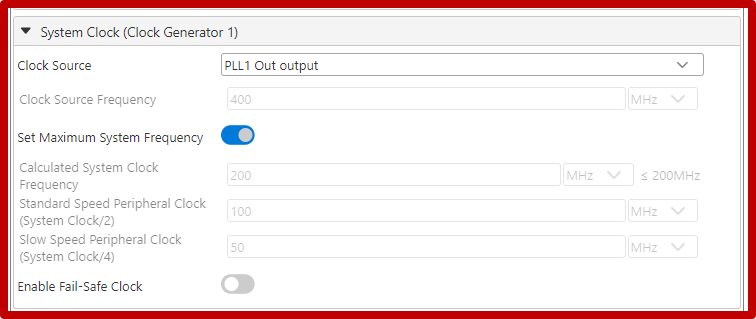 System Clock (Clock Generator 1)
Clock Source PLL1 Out output
Clock Source Frequency 400 MHz
Set Maximum System Frequency
Calculated System Clock
Frequency 200 MHz ≤ 200MHz
Standard Speed Peripheral Clock
(System Clock/2) 100 MHz
Slow Speed Peripheral Clock
(System Clock/4) 50 MHz
Enable Fail-Safe Clock